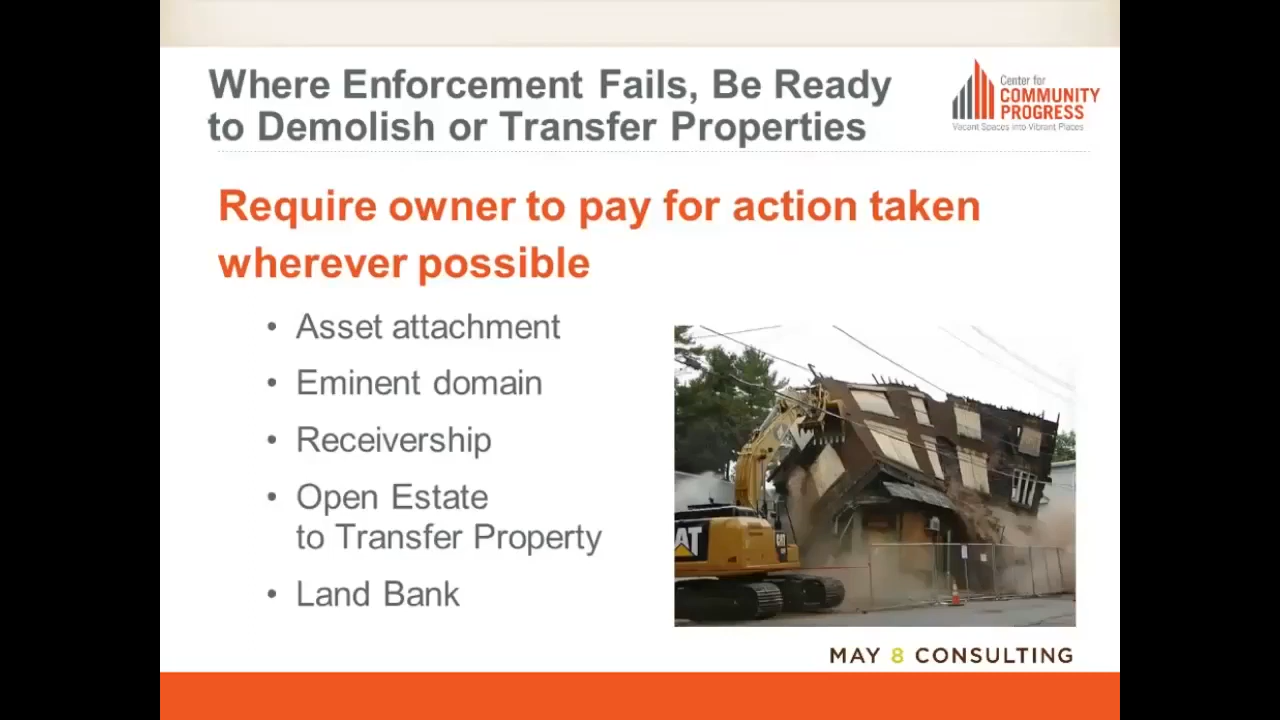 Where Enforcement Fails, Be Ready
to Demolish or Transfer Properties
Center for
COMMUNITY
PROGRESS
Vacant Spaces into Vibrant Places
Require owner to pay for action taken
wherever possible
• Asset attachment
• Eminent domain
• Receivership
• Open Estate
to Transfer Property
• Land Bank
AT
CAT
MAY 8 CONSULTING